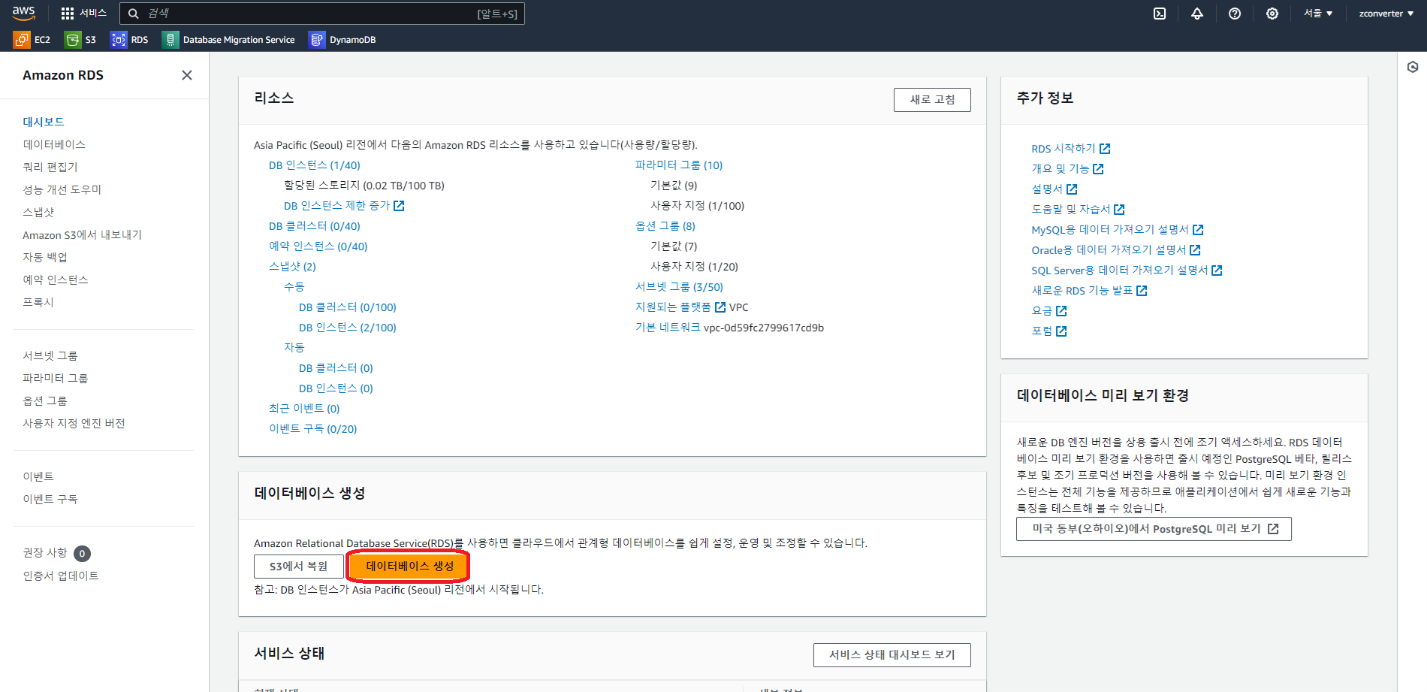 aws
서비스
검색
[알트+S]
서울 ▼
zconverter ▼
EC2
S3
RDS
Database Migration Service
DynamoDB
Amazon RDS
대시보드
데이터베이스
쿼리 편집기
성능 개선 도우미
스냅샷
Amazon S3에서 내보내기
자동 백업
예약 인스턴스
프록시
서브넷 그룹
파라미터 그룹
옵션 그룹
사용자 지정 엔진 버전
이벤트
이벤트 구독
권장 사항 0
인증서 업데이트
리소스
새로 고침
Asia Pacific (Seoul) 리전에서 다음의 Amazon RDS 리소스를 사용하고 있습니다(사용량/할당량).
DB 인스턴스 (1/40)
할당된 스토리지 (0.02 TB/100 TB)
DB 인스턴스 제한 증가
DB 클러스터 (0/40)
예약 인스턴스 (0/40)
스냅샷 (2)
수동
DB 클러스터 (0/100)
DB 인스턴스 (2/100)
자동
DB 클러스터 (0)
DB 인스턴스 (0)
최근 이벤트 (0)
이벤트 구독 (0/20)
파라미터 그룹 (10)
기본값 (9)
사용자 지정 (1/100)
옵션 그룹 (8)
기본값 (7)
사용자 지정 (1/20)
서브넷 그룹 (3/50)
지원되는 플랫폼 VPC
기본 네트워크 vpc-0d59fc2799617cd9b
데이터베이스 생성
Amazon Relational Database Service(RDS)를 사용하면 클라우드에서 관계형 데이터베이스를 쉽게 설정, 운영 및 조정할 수 있습니다.
S3에서 복원
데이터베이스 생성
참고: DB 인스턴스가 Asia Pacific (Seoul) 리전에서 시작됩니다.
서비스 상태
서비스 상태 대시보드 보기
추가 정보
RDS 시작하기
개요 및 기능
설명서
도움말 및 자습서
MySQL용 데이터 가져오기 설명서
Oracle용 데이터 가져오기 설명서
SQL Server용 데이터 가져오기 설명서
새로운 RDS 기능 발표
요금
포럼
데이터베이스 미리 보기 환경
새로운 DB 엔진 버전을 상용 출시 전에 조기 액세스하세요. RDS 데이터
베이스 미리 보기 환경을 사용하면 출시 예정인 PostgreSQL 베타, 릴리스
후보 및 조기 프로덕션 버전을 사용해 볼 수 있습니다. 미리 보기 환경 인
스턴스는 전체 기능을 제공하므로 애플리케이션에서 쉽게 새로운 기능과
특징을 테스트해 볼 수 있습니다.
미국 동부(오하이오)에서 PostgreSQL 미리 보기